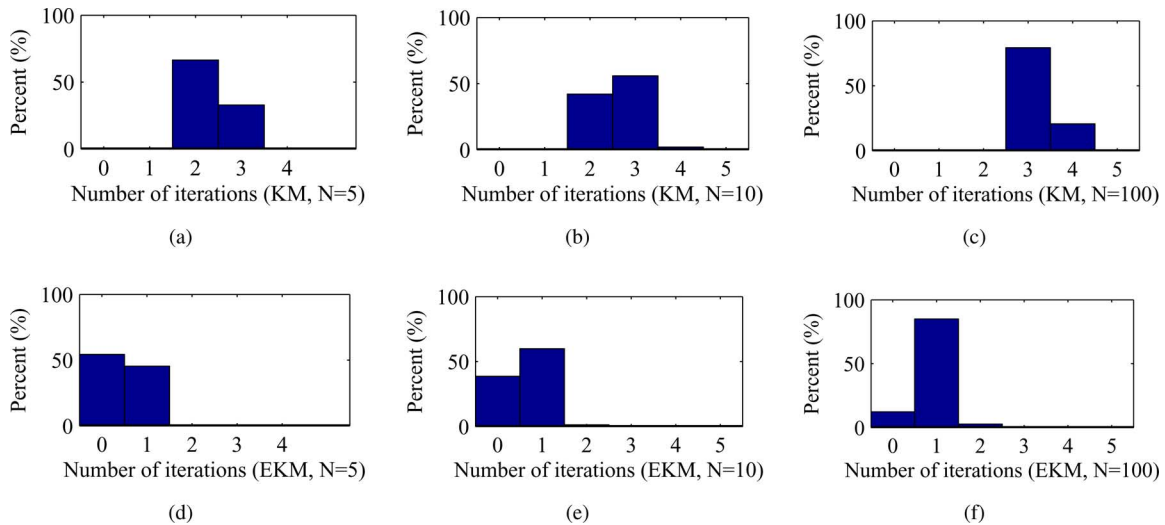 100
Percent (%)
50
0
0 1 2 3 4
Number of iterations (KM, N=5)
(a)
100
Percent (%)
50
0
0 1 2 3 4 5
Number of iterations (KM, N=10)
(b)
100
Percent (%)
50
0
0 1 2 3 4 5
Number of iterations (KM, N=100)
(c)
100
Percent (%)
50
0
0 1 2 3 4
Number of iterations (EKM, N=5)
(d)
100
Percent (%)
50
0
0 1 2 3 4 5
Number of iterations (EKM, N=10)
(e)
100
Percent (%)
50
0
0 1 2 3 4 5
Number of iterations (EKM, N=100)
(f)